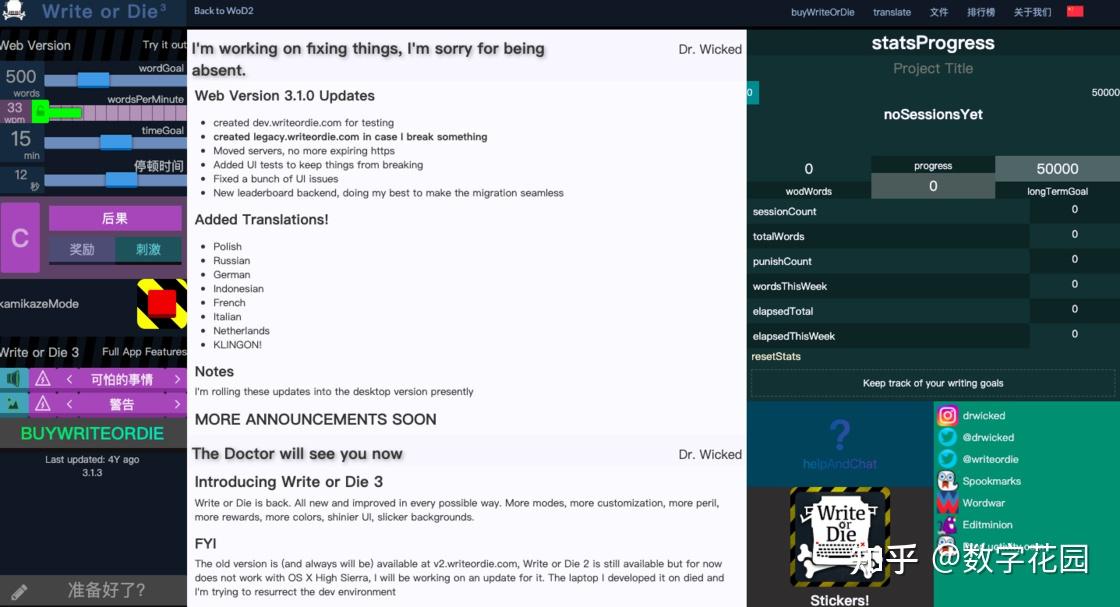 Write or Die³
Back to WoD2
buyWriteOrDie
translate
文件
排行榜
关于我们
Web Version
Try it out
wordGoal
500
words
wordsPerMinute
33
wpm
timeGoal
15
min
停顿时间
12
秒
C
后果
奖励
刺激
kamikazeMode
Write or Die 3
Full App Features
可怕的事情
警告
BUYWRITEORDIE
Last updated: 4Y ago
3.1.3
准备好了?
I'm working on fixing things, I'm sorry for being
absent.
Dr. Wicked
Web Version 3.1.0 Updates
created dev.writeordie.com for testing
created legacy.writeordie.com in case I break something
Moved servers, no more expiring https
Added UI tests to keep things from breaking
Fixed a bunch of UI issues
New leaderboard backend, doing my best to make the migration seamless
Added Translations!
Polish
Russian
German
Indonesian
French
Italian
Netherlands
KLINGON!
Notes
I'm rolling these updates into the desktop version presently
MORE ANNOUNCEMENTS SOON
The Doctor will see you now
Dr. Wicked
Introducing Write or Die 3
Write or Die is back. All new and improved in every possible way. More modes, more customization, more peril,
more rewards, more colors, shinier UI, slicker backgrounds.
FYI
The old version is (and always will be) available at v2.writeordie.com, Write or Die 2 is still available but for now
does not work with OS X High Sierra, I will be working on an update for it. The laptop I developed it on died and
I'm trying to resurrect the dev environment
statsProgress
Project Title
0
50000
noSessionsYet
0
progress
50000
wodWords
0
longTermGoal
sessionCount
0
totalWords
0
punishCount
0
wordsThisWeek
0
elapsedTotal
0
elapsedThisWeek
0
resetStats
Keep track of your writing goals
?
helpAndChat
Write
or
Die
Stickers!
drwicked
@drwicked
@writeordie
Spookmarks
Wordwar
Editminion
知乎 @数字花园